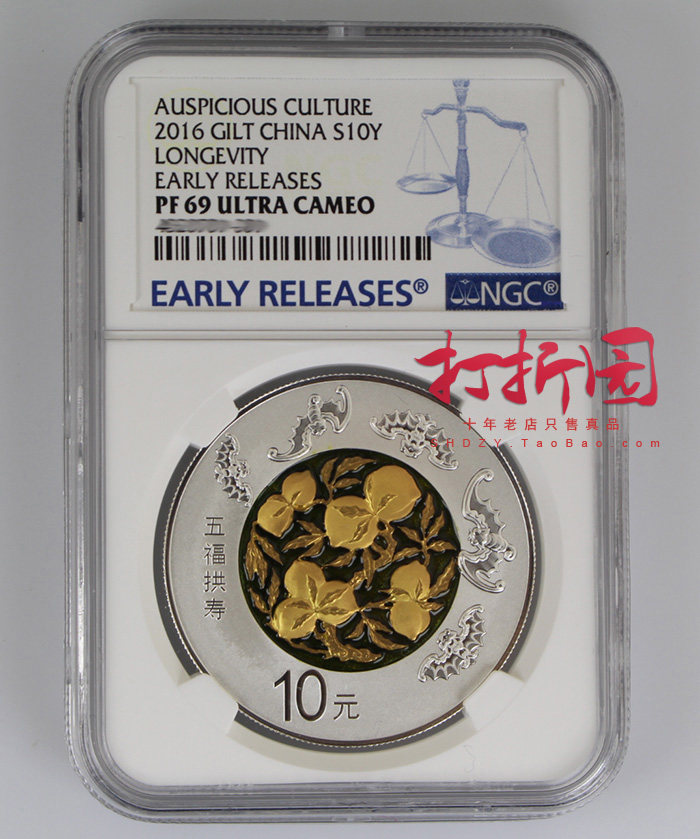 AUSPICIOUS CULTURE
2016 GILT CHINA S10Y
LONGEVITY
EARLY RELEASES
PF 69 ULTRA CAMEO
EARLY RELEASES®
NGC®
打折园
十年老店只售真品
SHDZY.TaoBao.com
五福拱寿
10元